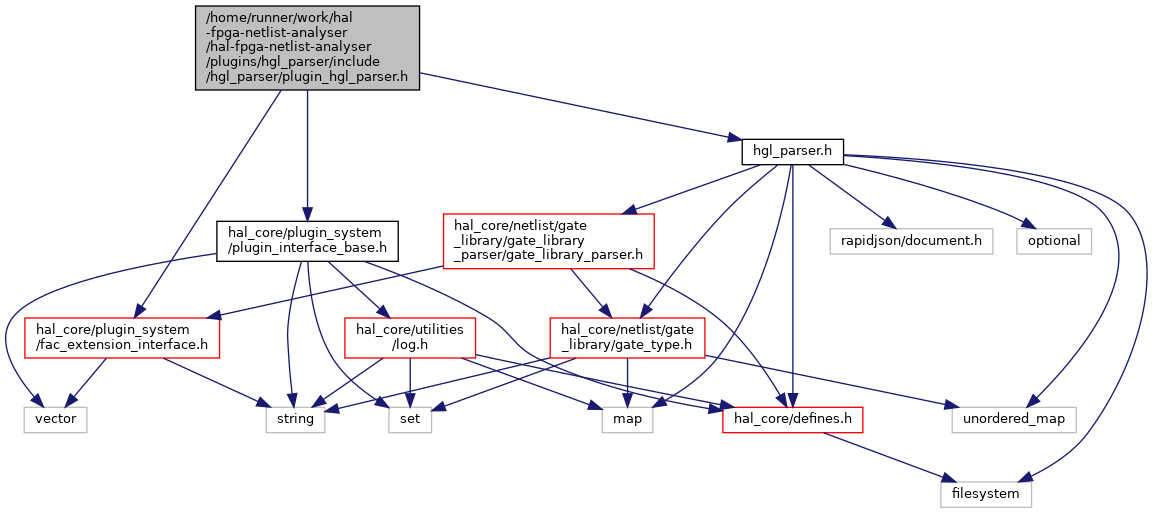 /home/runner/work/hal
-fpga-netlist-analyser
/hal-fpga-netlist-analyser
/plugins/hgl_parser/include
/hgl_parser/plugin_hgl_parser.h
hgl_parser.h
hal_core/plugin_system
/plugin_interface_base.h
hal_core/netlist/gate
_library/gate_library
_parser/gate_library_parser.h
rapidjson/document.h
optional
hal_core/plugin_system
/fac_extension_interface.h
hal_core/utilities
/log.h
hal_core/netlist/gate
_library/gate_type.h
vector
string
set
map
hal_core/defines.h
unordered_map
filesystem